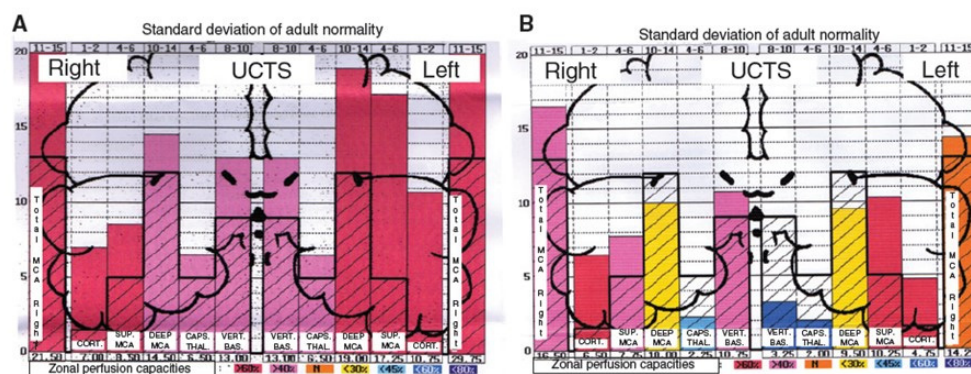 A
Standard deviation of adult normality
11-15 1-2 4-6 10-14 4-6 8-10 8-10 4-6 10-14 4-6 1-2 11-15
Right UCTS Left
20
15
10
5
0
Total MCA Right
CORT. SUP. MCA DEEP MCA CAPS. THAL. VERT. BAS. VERT. BAS. CAPS. THAL. DEEP MCA SUP. MCA CORT.
Total MCA Right
21.50 7.00 8.50 14.50 6.50 13.00 13.00 6.50 19.00 17.25 10.75 29.75
Zonal perfusion capacities : >60% >40% N <30% <45% <60% <80%
B
Standard deviation of adult normality
11-15 1-2 4-6 10-14 4-6 8-10 8-10 4-6 10-14 4-6 1-2 11-15
Right UCTS Left
20
15
10
5
0
Total MCA Right
CORT. SUP. MCA DEEP MCA CAPS. THAL. VERT. BAS. VERT. BAS. CAPS. THAL. DEEP MCA SUP. MCA CORT.
Total MCA Right
16.50 6.50 7.75 10.00 2.25 10.75 3.25 2.00 9.50 10.25
Zonal perfusion capacities : >60% >40% N <30% <45% <60% <80%